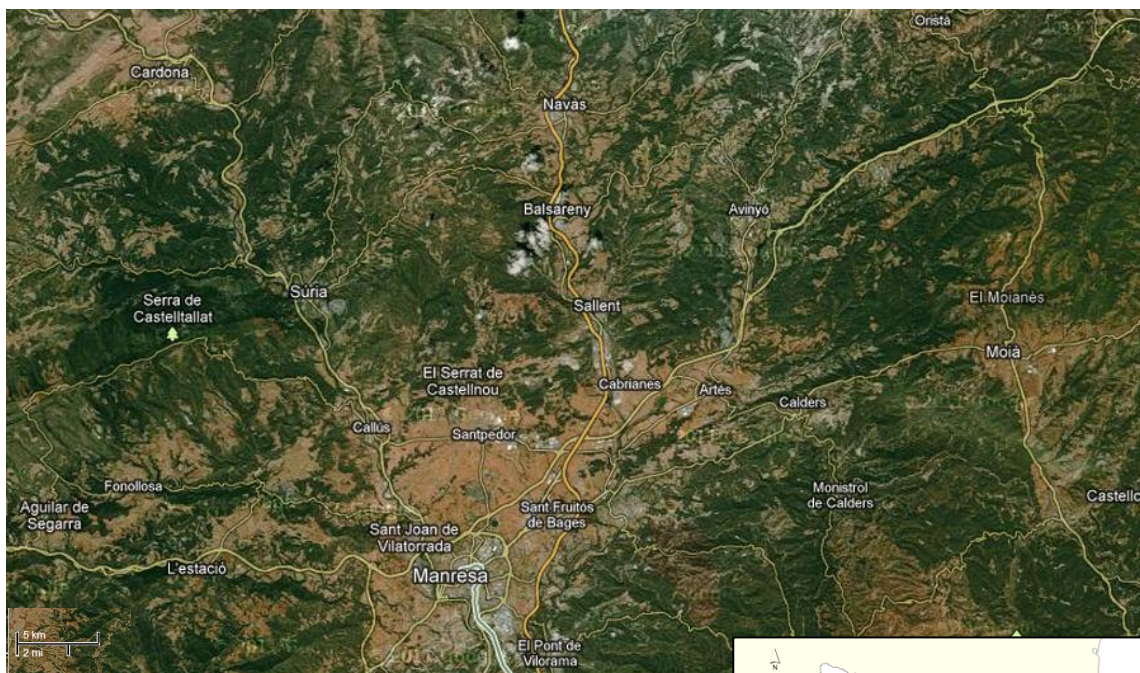 Oristà
Cardona
Navàs
Balsareny
Avinyó
Súria
Serra de
Castelltallat
Sallent
El Moianès
Moià
El Serrat de
Castellnou
Cabrianes
Artés
Calders
Callús
Santpedor
Fonollosa
Monistrol
de Calders
Castellc
Aguilar de
Segarra
Sant Fruitós
de Bages
Sant Joan de
Vilatorrada
L'estació
Manresa
5 km
2 mi
El Pont de
Vilorama
N